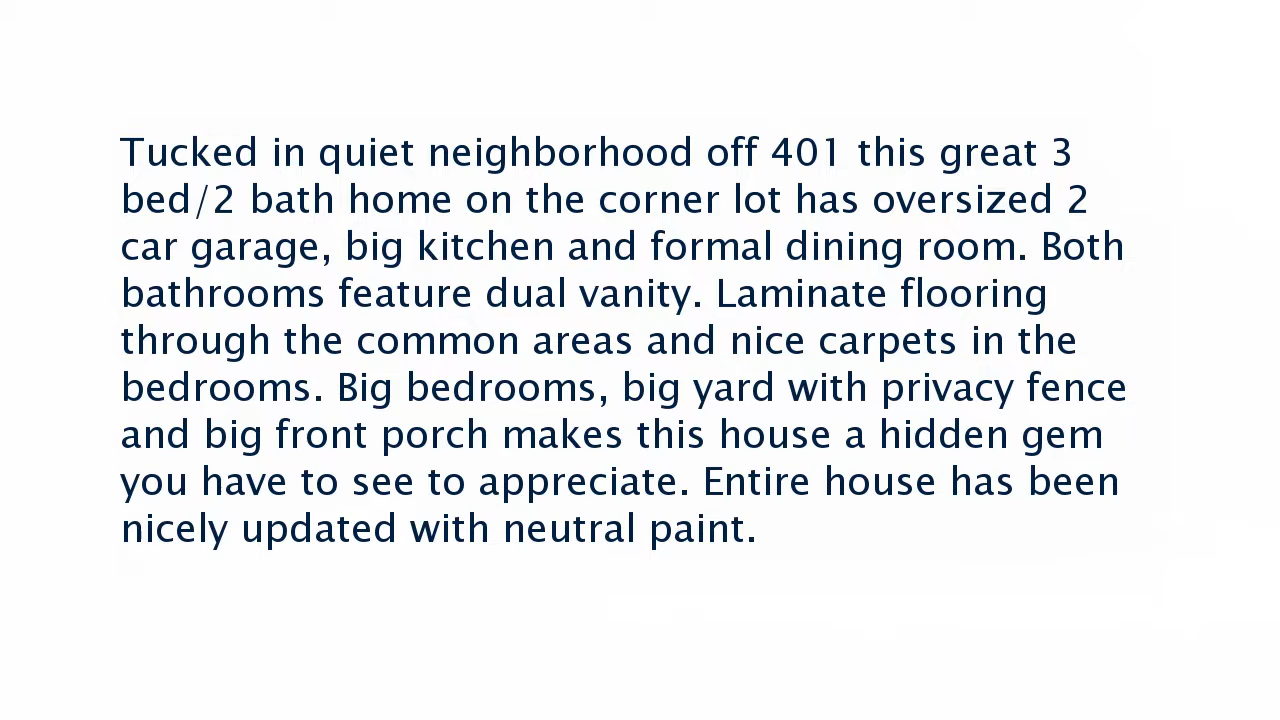 Tucked in quiet neighborhood off 401 this great 3
bed/2 bath home on the corner lot has oversized 2
car garage, big kitchen and formal dining room. Both
bathrooms feature dual vanity. Laminate flooring
through the common areas and nice carpets in the
bedrooms. Big bedrooms, big yard with privacy fence
and big front porch makes this house a hidden gem
you have to see to appreciate. Entire house has been
nicely updated with neutral paint.